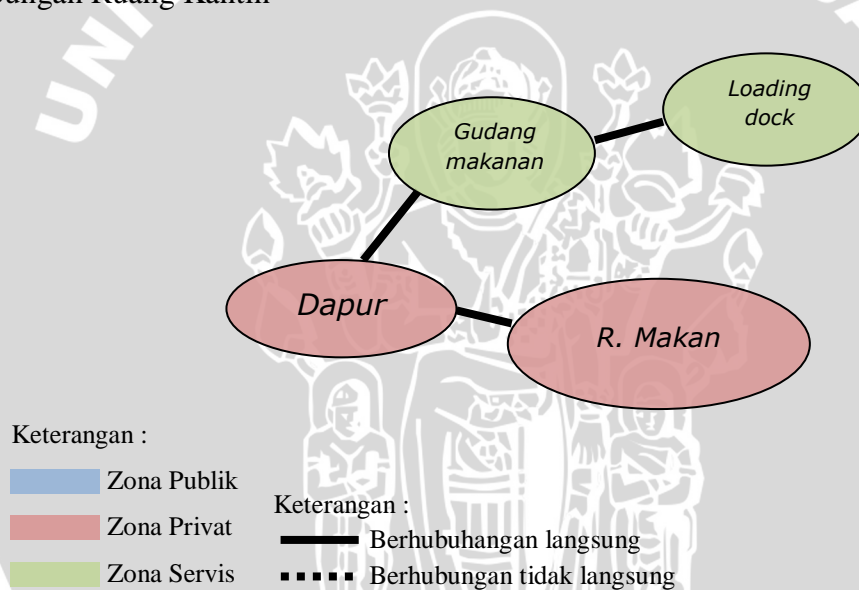 Ruang Kantin
Loading
dock
Gudang
makanan
Dapur
R. Makan
Keterangan :
Zona Publik
Zona Privat
Zona Servis
Keterangan :
Berhubuhangan langsung
Berhubungan tidak langsung